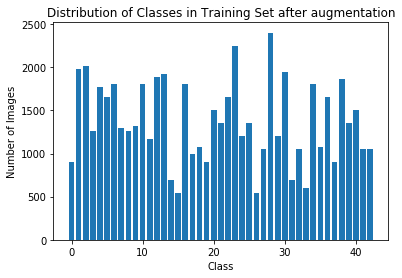 Distribution of Classes in Training Set after augmentation
2500
2000
1500
1000
500
0
Number of Images
0 10 20 30 40
Class